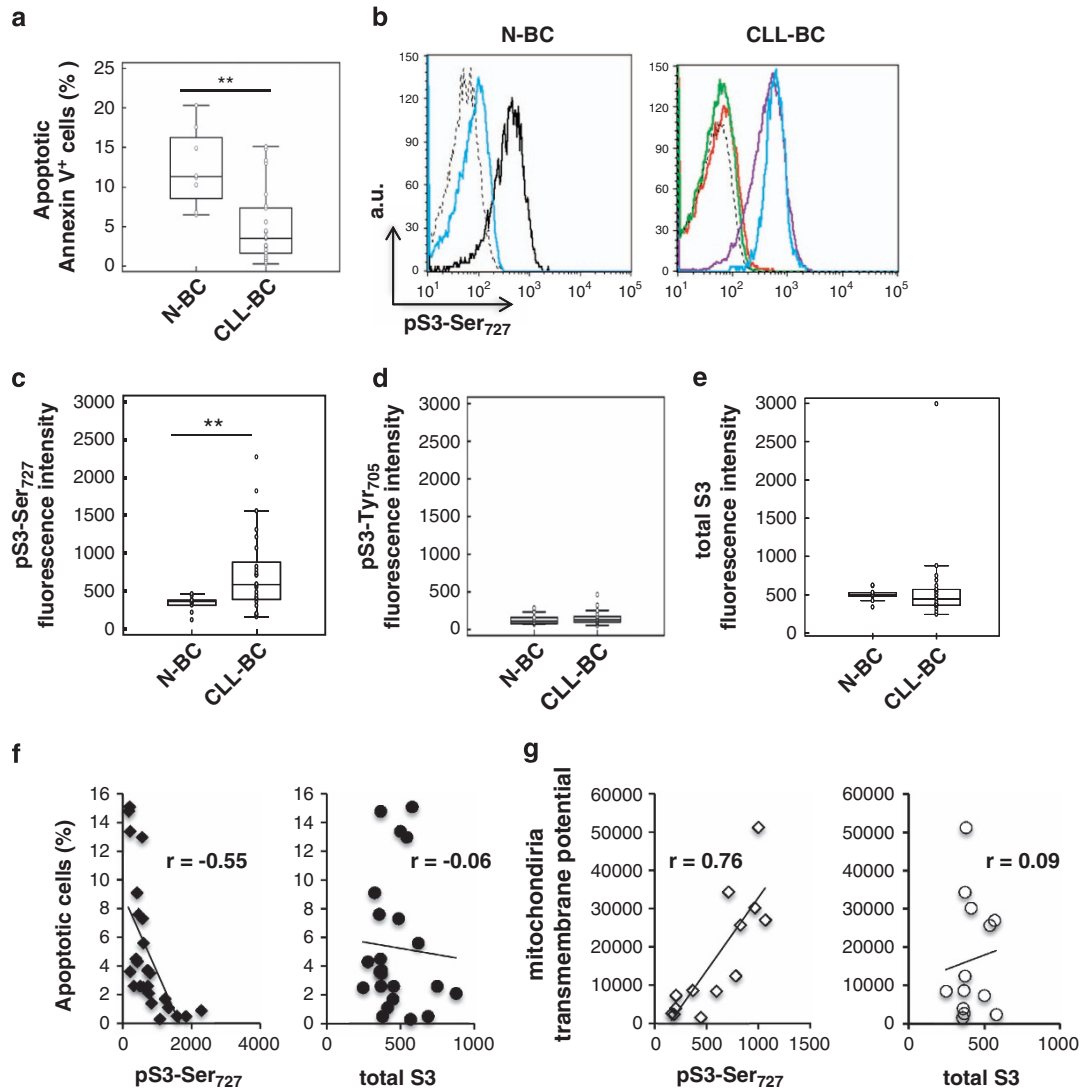 a
Apoptotic
Annexin V⁺ cells (%)
25
20
15
10
5
0
**
N-BC
CLL-BC
b
N-BC
CLL-BC
a.u.
150
120
90
60
30
0
10¹
10²
10³
10⁴
10⁵
pS3-Ser₇₂₇
150
120
90
60
30
0
10¹
10²
10³
10⁴
10⁵
c
pS3-Ser₇₂₇
fluorescence intensity
3000
2500
2000
1500
1000
500
0
**
N-BC
CLL-BC
d
pS3-Tyr₇₀₅
fluorescence intensity
3000
2500
2000
1500
1000
500
0
N-BC
CLL-BC
e
total S3
fluorescence intensity
3000
2500
2000
1500
1000
500
0
N-BC
CLL-BC
f
Apoptotic cells (%)
16
14
12
10
8
6
4
2
0
r = -0.55
0
2000
4000
pS3-Ser₇₂₇
16
14
12
10
8
6
4
2
0
r = -0.06
0
500
1000
total S3
g
mitochondiria
transmembrane potential
60000
50000
40000
30000
20000
10000
0
r = 0.76
0
500
1000
1500
pS3-Ser₇₂₇
60000
50000
40000
30000
20000
10000
0
r = 0.09
0
500
1000
total S3